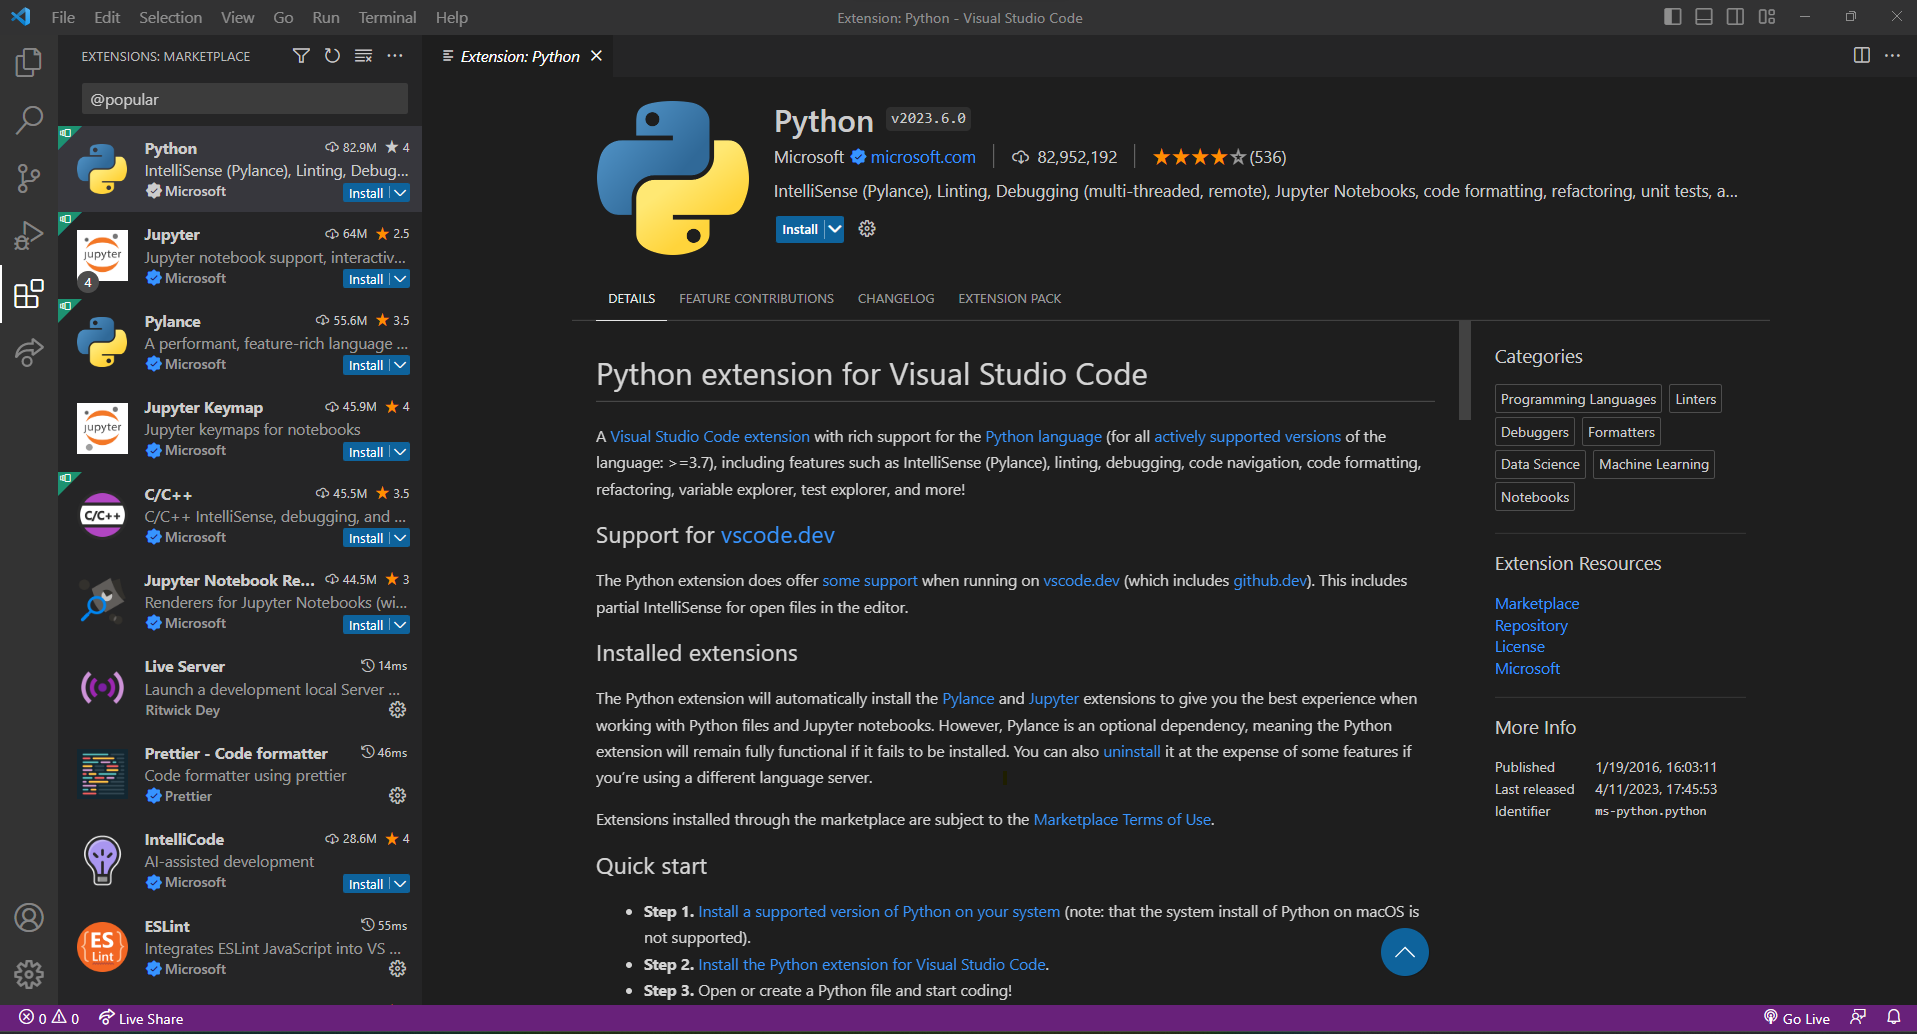 File Edit Selection View Go Run Terminal Help
Extension: Python - Visual Studio Code
EXTENSIONS: MARKETPLACE
@popular
Python 82.9M 4
IntelliSense (Pylance), Linting, Debug...
Microsoft
Install
Jupyter 64M 2.5
Jupyter notebook support, interactiv...
Microsoft
Install
jupyter
4
Pylance 55.6M 3.5
A performant, feature-rich language ...
Microsoft
Install
Jupyter Keymap 45.9M 4
Jupyter keymaps for notebooks
Microsoft
Install
jupyter
C/C++ 45.5M 3.5
C/C++ IntelliSense, debugging, and ...
Microsoft
Install
C/C++
Jupyter Notebook Re... 44.5M 3
Renderers for Jupyter Notebooks (wi...
Microsoft
Install
Live Server 14ms
Launch a development local Server ...
Ritwick Dey
Prettier - Code formatter 46ms
Code formatter using prettier
Prettier
IntelliCode 28.6M 4
AI-assisted development
Microsoft
Install
ESLint 55ms
Integrates ESLint JavaScript into VS ...
Microsoft
ES
Lint
Extension: Python
Python v2023.6.0
Microsoft microsoft.com 82,952,192 (536)
IntelliSense (Pylance), Linting, Debugging (multi-threaded, remote), Jupyter Notebooks, code formatting, refactoring, unit tests, a...
Install
DETAILS FEATURE CONTRIBUTIONS CHANGELOG EXTENSION PACK
Python extension for Visual Studio Code
A Visual Studio Code extension with rich support for the Python language (for all actively supported versions of the
language: >=3.7), including features such as IntelliSense (Pylance), linting, debugging, code navigation, code formatting,
refactoring, variable explorer, test explorer, and more!
Support for vscode.dev
The Python extension does offer some support when running on vscode.dev (which includes github.dev). This includes
partial IntelliSense for open files in the editor.
Installed extensions
The Python extension will automatically install the Pylance and Jupyter extensions to give you the best experience when
working with Python files and Jupyter notebooks. However, Pylance is an optional dependency, meaning the Python
extension will remain fully functional if it fails to be installed. You can also uninstall it at the expense of some features if
you're using a different language server.
Extensions installed through the marketplace are subject to the Marketplace Terms of Use.
Quick start
• Step 1. Install a supported version of Python on your system (note: that the system install of Python on macOS is
not supported).
• Step 2. Install the Python extension for Visual Studio Code.
• Step 3. Open or create a Python file and start coding!
Categories
Programming Languages Linters
Debuggers Formatters
Data Science Machine Learning
Notebooks
Extension Resources
Marketplace
Repository
License
Microsoft
More Info
Published 1/19/2016, 16:03:11
Last released 4/11/2023, 17:45:53
Identifier ms-python.python
0 0 Live Share
Go Live